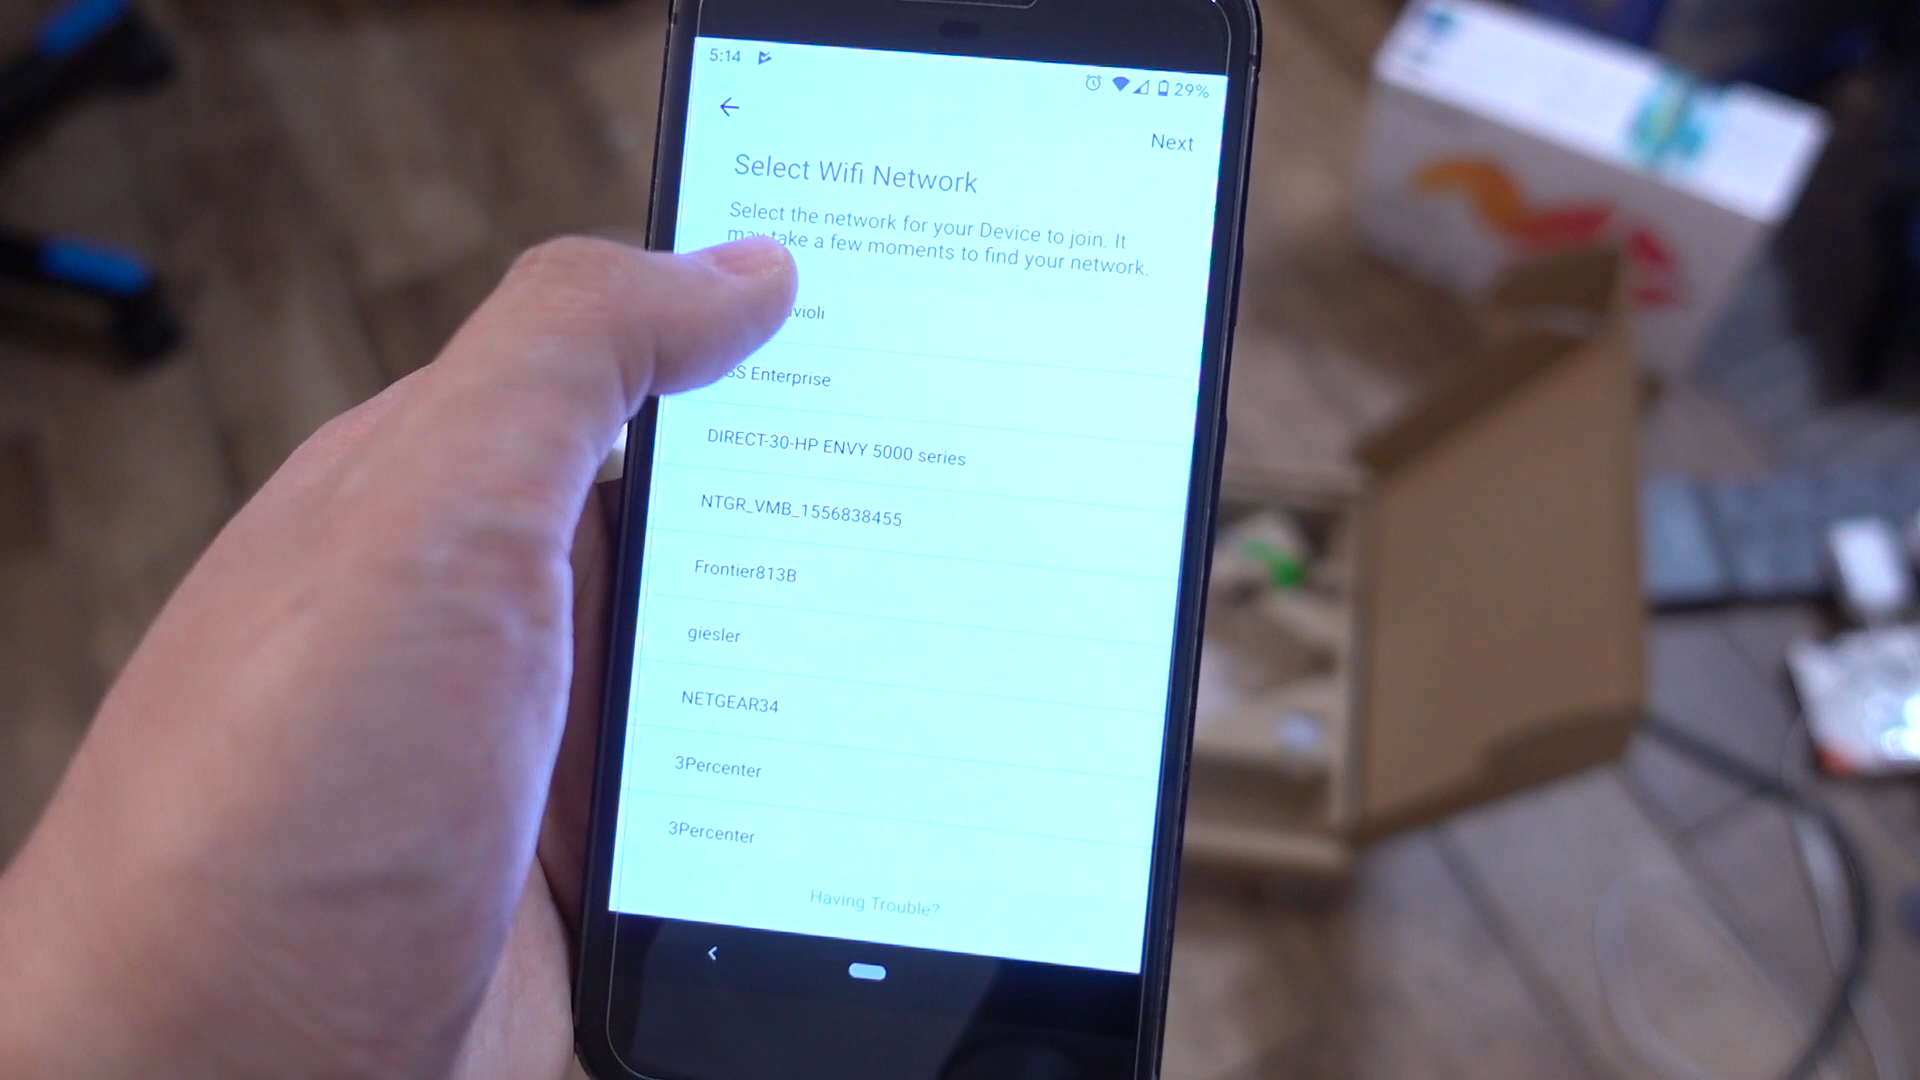 5:14
29%
Next
Select Wifi Network
Select the network for your Device to join. It
take a few moments to find your network.
Enterprise
DIRECT-30-HP ENVY 5000 series
NTGR_VMB_1556838455
Frontier813B
giesler
NETGEAR34
3Percenter
3Percenter
Having Trouble?